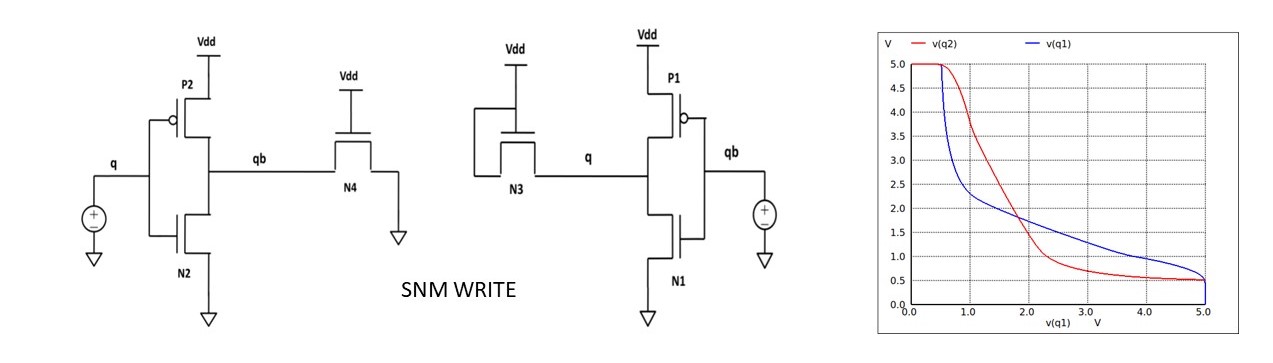 Vdd
P2
q
+
−
N2
qb
Vdd
N4
SNM WRITE
Vdd
N3
q
Vdd
P1
qb
+
−
N1
V v(q2) v(q1)
5.0
4.5
4.0
3.5
3.0
2.5
2.0
1.5
1.0
0.5
0.0
0.0 1.0 2.0 3.0 4.0 5.0
v(q1) V